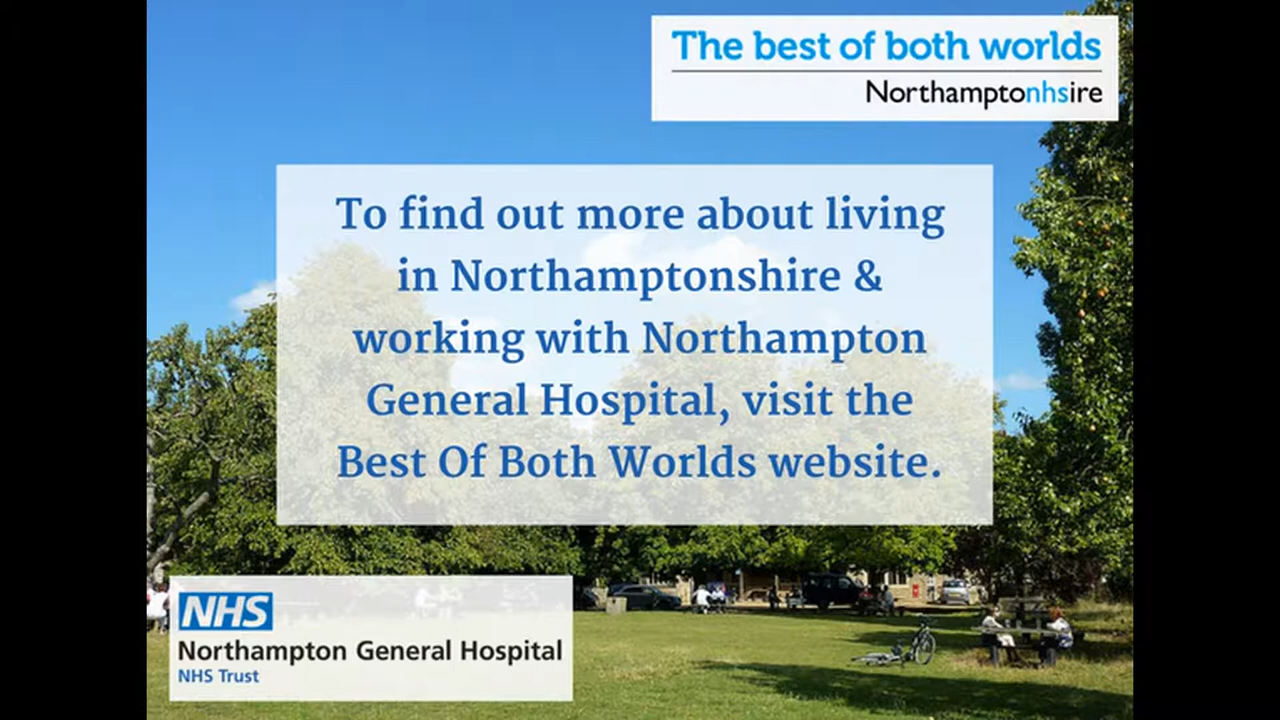 The best of both worlds
Northamptonhsire
To find out more about living
in Northamptonshire &
working with Northampton
General Hospital, visit the
Best Of Both Worlds website.
NHS
Northampton General Hospital
NHS Trust